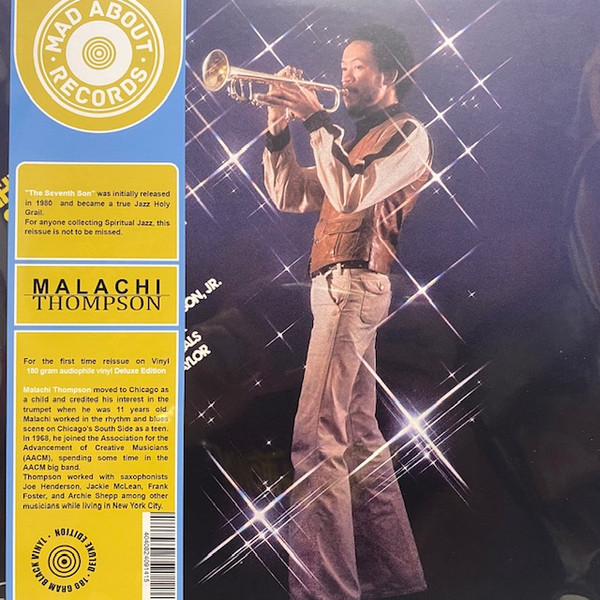 MAD ABOUT
RECORDS
"The Seventh Son" was initially released
in 1980 and became a true Jazz Holy
Grail.
For anyone collecting Spiritual Jazz, this
reissue is not to be missed.
MALACHI
THOMPSON
For the first time reissue on Vinyl
180 gram audiophile vinyl Deluxe Edition
Malachi Thompson moved to Chicago as
a child and credited his interest in the
trumpet when he was 11 years old.
Malachi worked in the rhythm and blues
scene on Chicago's South Side as a teen.
In 1968, he joined the Association for the
Advancement of Creative Musicians
(AACM), spending some time in the
AACM big band.
Thompson worked with saxophonists
Joe Henderson, Jackie McLean, Frank
Foster, and Archie Shepp among other
musicians while living in New York City.
180 GRAM BLACK VINYL • DELUXE EDITION •
4040824091415
ON, JR.
ALS
YLOR